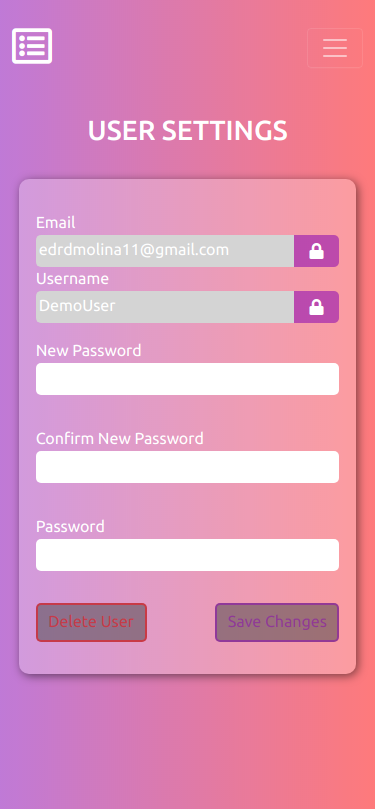 USER SETTINGS
Email
edrdmolina11@gmail.com
Username
DemoUser
New Password
Confirm New Password
Password
Delete User
Save Changes